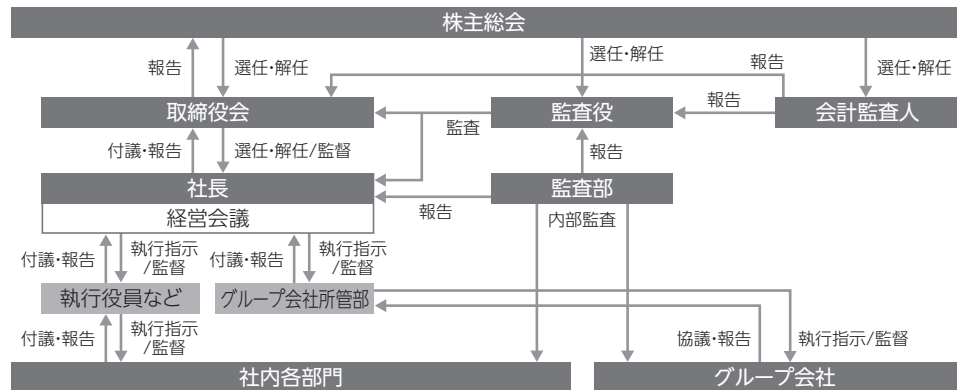 株主総会
報告
選任・解任
選任・解任
報告
選任・解任
取締役会
監査
監査役
報告
会計監査人
付議・報告
選任・解任/監督
報告
社長
監査部
経営会議
報告
内部監査
付議・報告
執行指示
/監督
付議・報告
執行指示
/監督
執行役員など
グループ会社所管部
付議・報告
執行指示
/監督
協議・報告
執行指示/監督
社内各部門
グループ会社